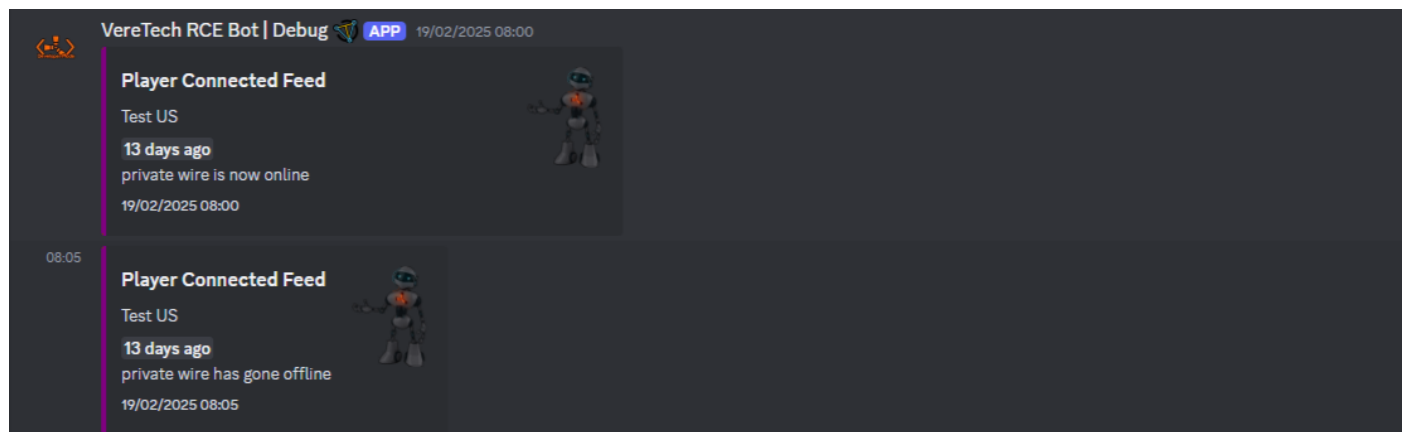 VereTech RCE Bot | Debug APP 19/02/2025 08:00
Player Connected Feed
Test US
13 days ago
private wire is now online
19/02/2025 08:00
08:05
Player Connected Feed
Test US
13 days ago
private wire has gone offline
19/02/2025 08:05